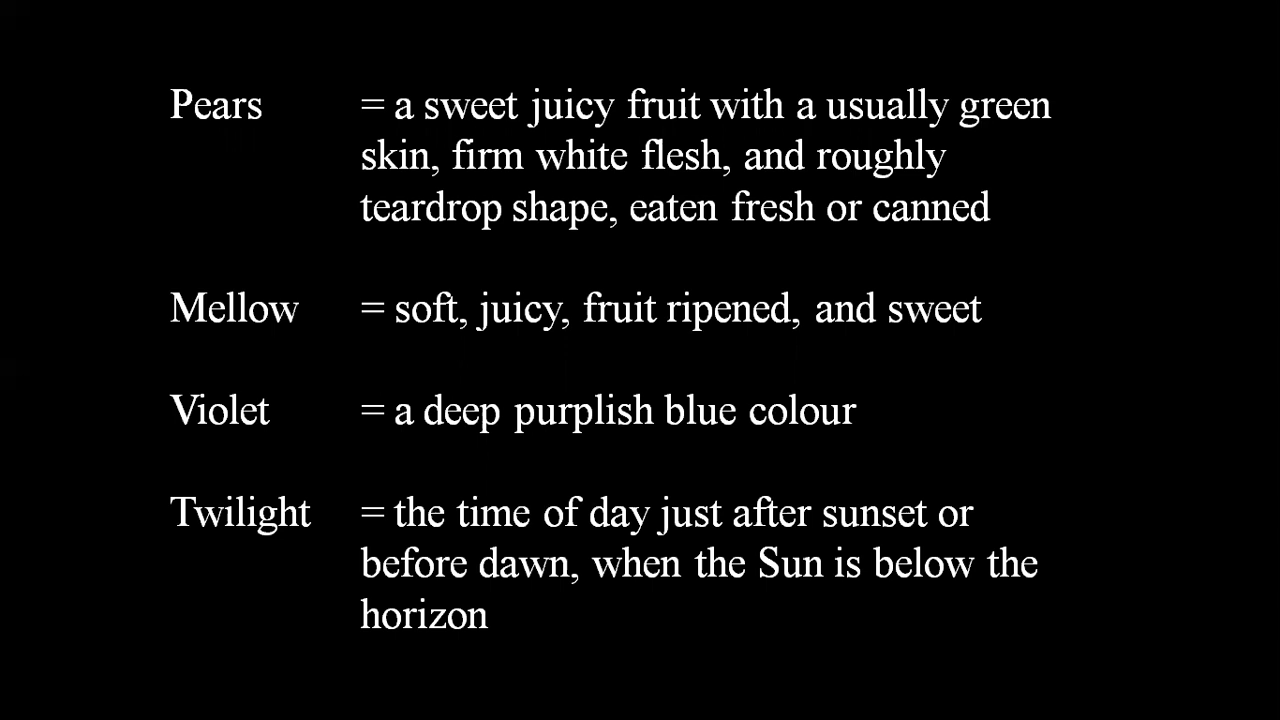 Pears = a sweet juicy fruit with a usually green
skin, firm white flesh, and roughly
teardrop shape, eaten fresh or canned
Mellow = soft, juicy, fruit ripened, and sweet
Violet = a deep purplish blue colour
Twilight = the time of day just after sunset or
before dawn, when the Sun is below the
horizon